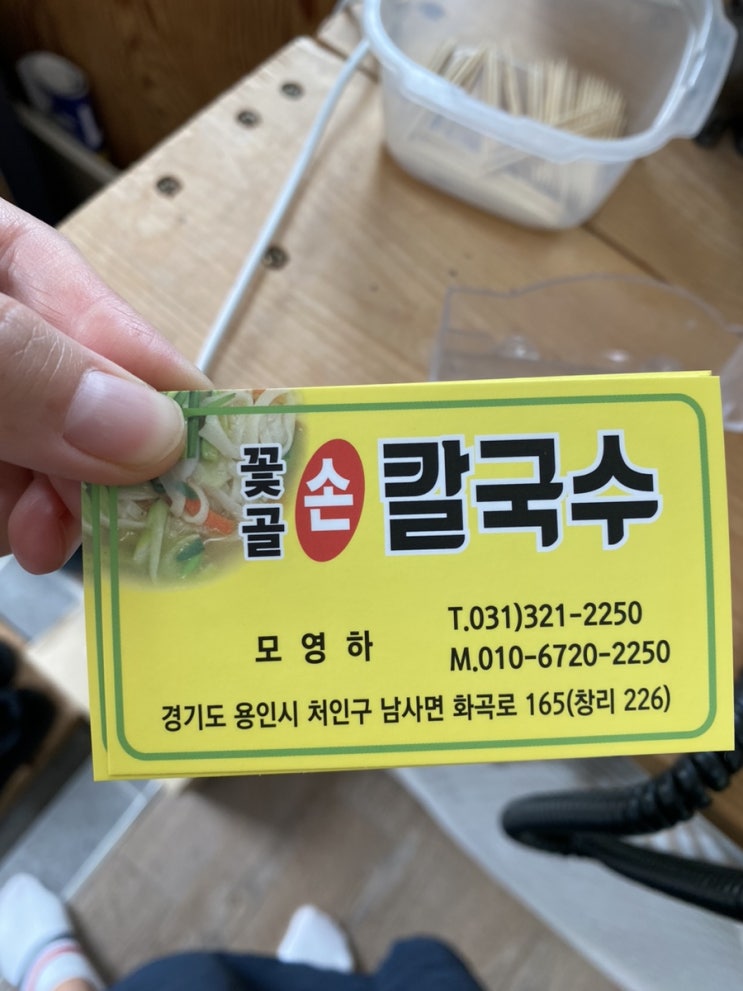 꽃골 손 칼국수
모영하
T.031)321-2250
M.010-6720-2250
경기도 용인시 처인구 남사면 화곡로 165(창리 226)